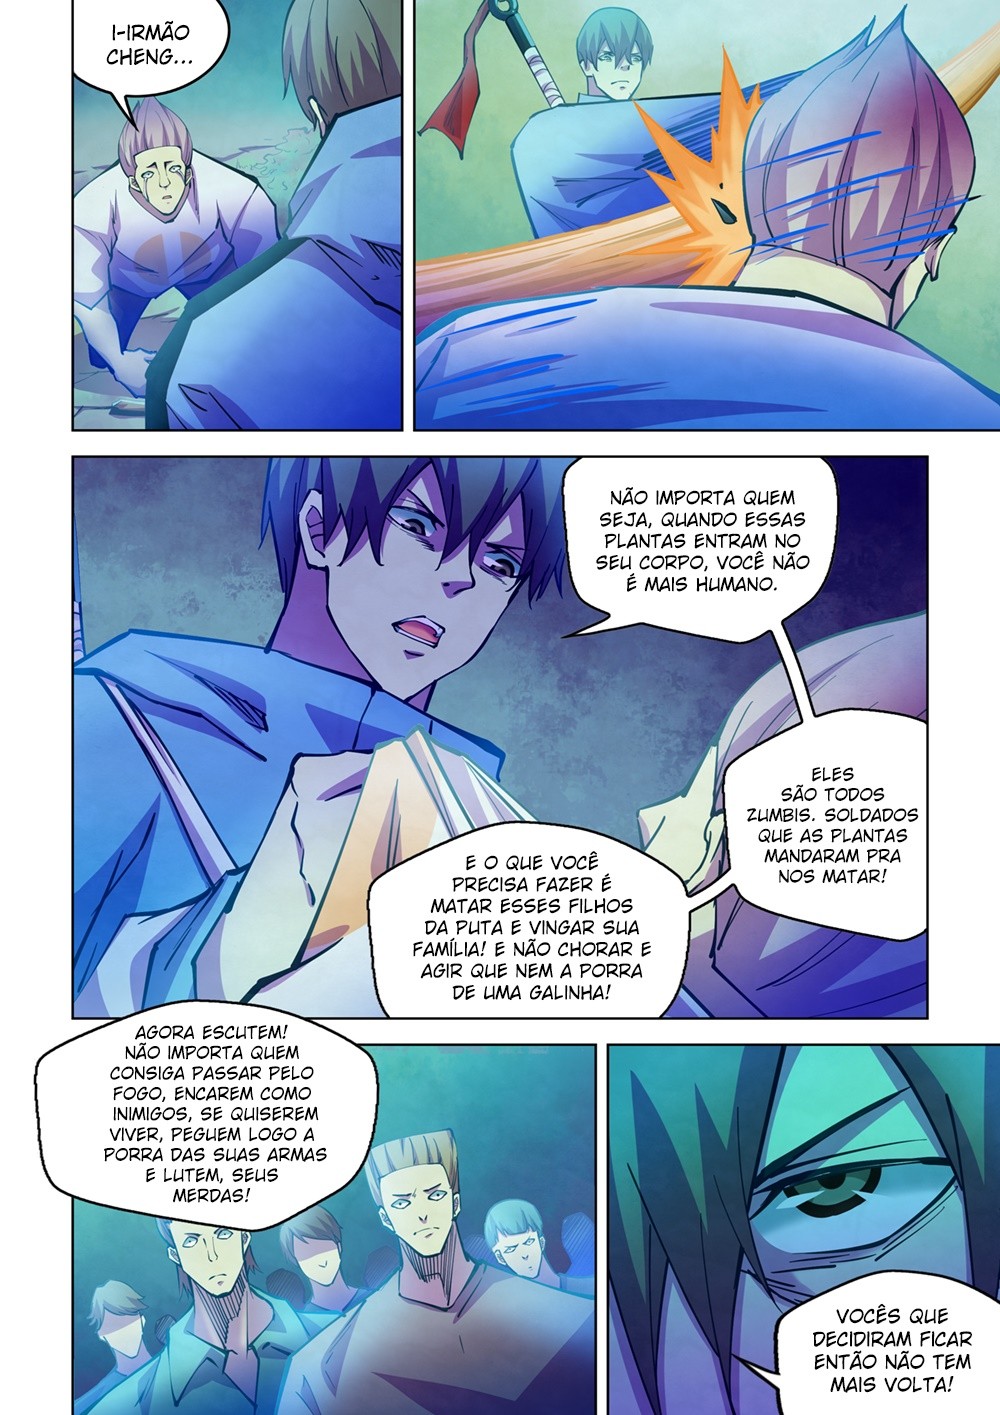 I-IRMÃO
CHENG...
NÃO IMPORTA QUEM
SEJA, QUANDO ESSAS
PLANTAS ENTRAM NO
SEU CORPO, VOCÊ NÃO
É MAIS HUMANO.
ELES
SÃO TODOS
ZUMBIS. SOLDADOS
QUE AS PLANTAS
MANDARAM PRA
NOS MATAR!
E O QUE VOCÊ
PRECISA FAZER É
MATAR ESSES FILHOS
DA PUTA E VINGAR SUA
FAMÍLIA! E NÃO CHORAR E
AGIR QUE NEM A PORRA
DE UMA GALINHA!
AGORA ESCUTEM!
NÃO IMPORTA QUEM
CONSIGA PASSAR PELO
FOGO, ENCAREM COMO
INIMIGOS, SE QUISEREM
VIVER, PEGUEM LOGO A
PORRA DAS SUAS ARMAS
E LUTEM, SEUS
MERDAS!
VOCÊS QUE
DECIDIRAM FICAR
ENTÃO NÃO TEM
MAIS VOLTA!